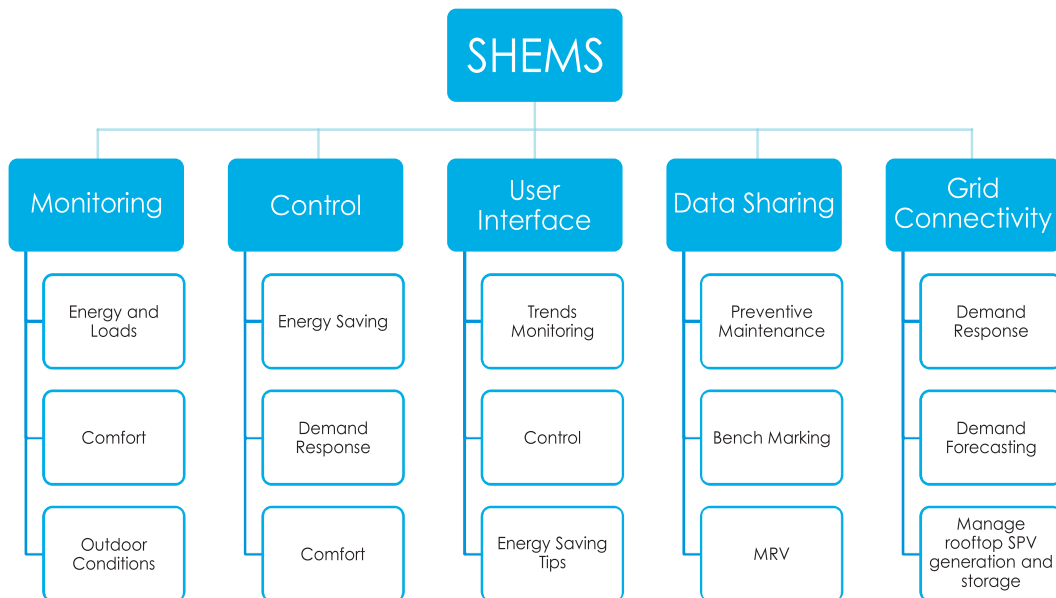 SHEMS
Monitoring
Energy and
Loads
Comfort
Outdoor
Conditions
Control
Energy Saving
Demand
Response
Comfort
User
Interface
Trends
Monitoring
Control
Energy Saving
Tips
Data Sharing
Preventive
Maintenance
Bench Marking
MRV
Grid
Connectivity
Demand
Response
Demand
Forecasting
Manage
rooftop SPV
generation and
storage